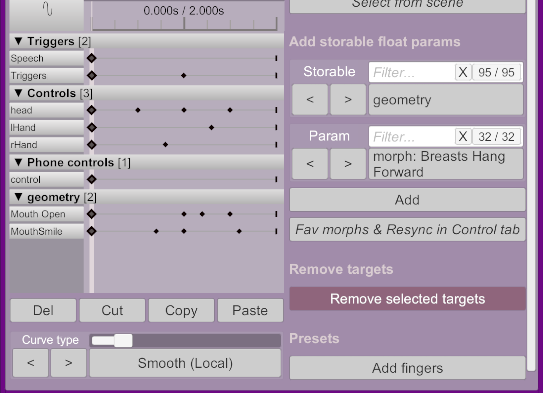 0.000s / 2.000s
▼ Triggers [2]
Speech
Triggers
▼ Controls [3]
head
lHand
rHand
▼ Phone controls [1]
control
▼ geometry [2]
Mouth Open
MouthSmile
Del
Cut
Copy
Paste
Curve type
<
>
Smooth (Local)
Select from scene
Add storable float params
Storable
Filter...
X
95 / 95
<
>
geometry
Param
Filter...
X
32 / 32
<
>
morph: Breasts Hang
Forward
Add
Fav morphs & Resync in Control tab
Remove targets
Remove selected targets
Presets
Add fingers